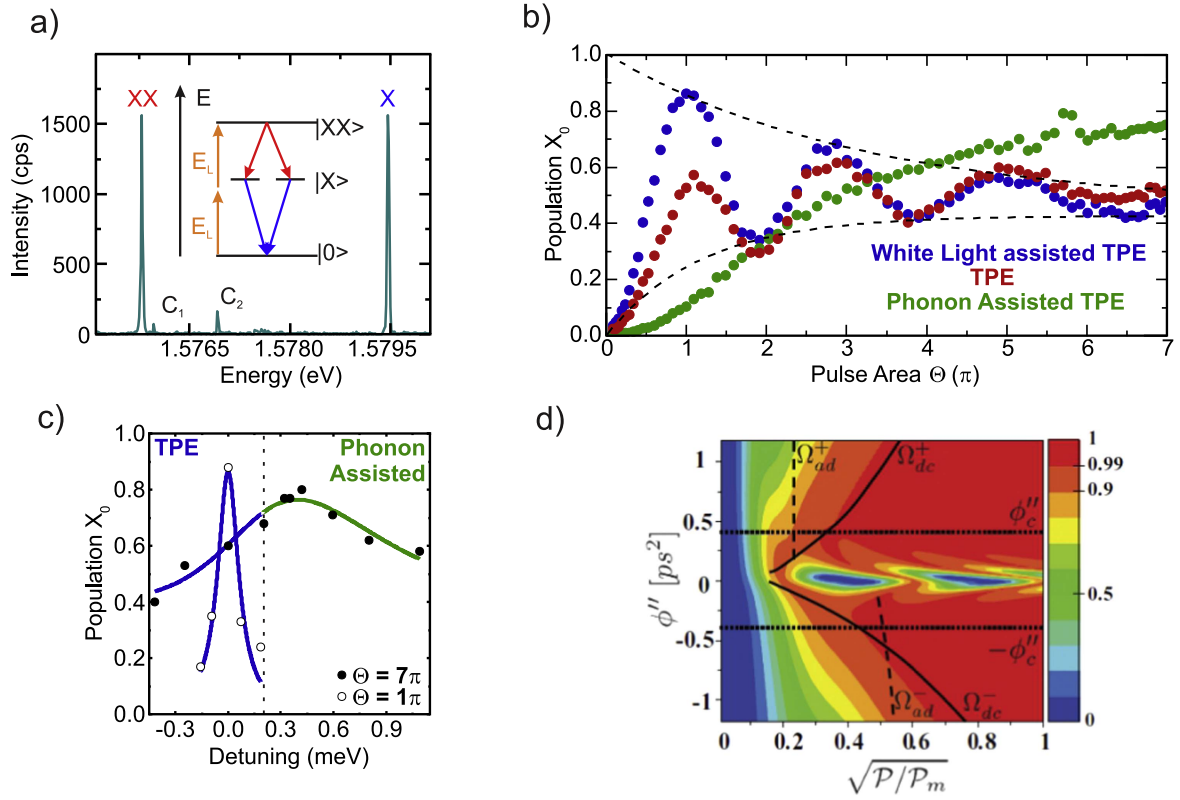 a)
Intensity (cps)
1500
1000
500
0
XX
X
E
|XX>
E_L
|X>
E_L
|0>
C₁
C₂
1.5765
1.5780
1.5795
Energy (eV)
b)
Population X₀
1.0
0.8
0.6
0.4
0.2
0.0
White Light assisted TPE
TPE
Phonon Assisted TPE
0 1 2 3 4 5 6 7
Pulse Area Θ (π)
c)
Population X₀
1.0
0.8
0.6
0.4
0.2
0.0
TPE
Phonon
Assisted
Θ = 7π
Θ = 1π
-0.3 0.0 0.3 0.6 0.9
Detuning (meV)
d)
ϕ'' [ps²]
1
0.5
0
-0.5
-1
Ω⁺_ad
Ω⁺_dc
ϕ''_c
-ϕ''_c
Ω⁻_ad
Ω⁻_dc
1
0.99
0.9
0.5
0
0 0.2 0.4 0.6 0.8 1
√P/P_m